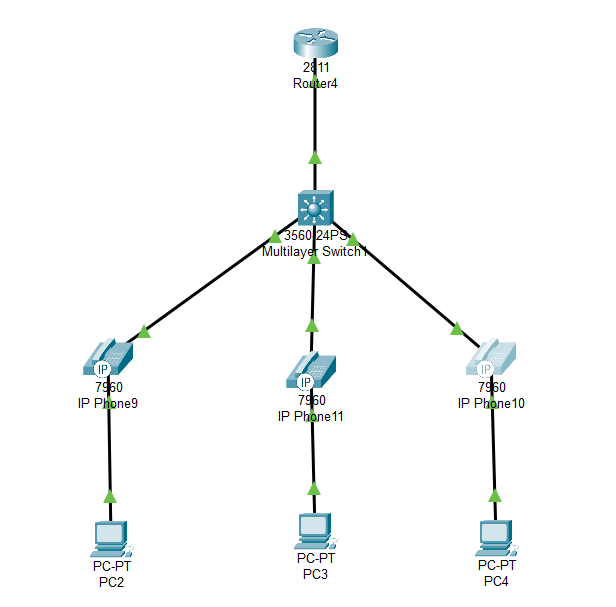 2811
Router4
3560-24PS
Multilayer Switch1
IP
7960
IP Phone9
IP
7960
IP Phone11
IP
7960
IP Phone10
PC-PT
PC2
PC-PT
PC3
PC-PT
PC4